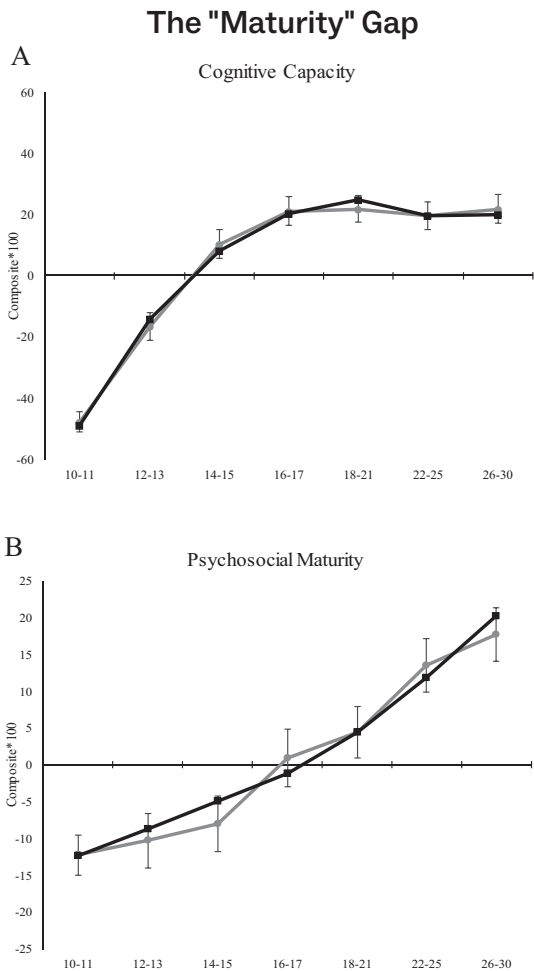 The "Maturity" Gap
A
Cognitive Capacity
60
40
20
0
-20
-40
-60
Composite*100
10-11 12-13 14-15 16-17 18-21 22-25 26-30
B
Psychosocial Maturity
25
20
15
10
5
0
-5
-10
-15
-20
-25
Composite*100
10-11 12-13 14-15 16-17 18-21 22-25 26-30